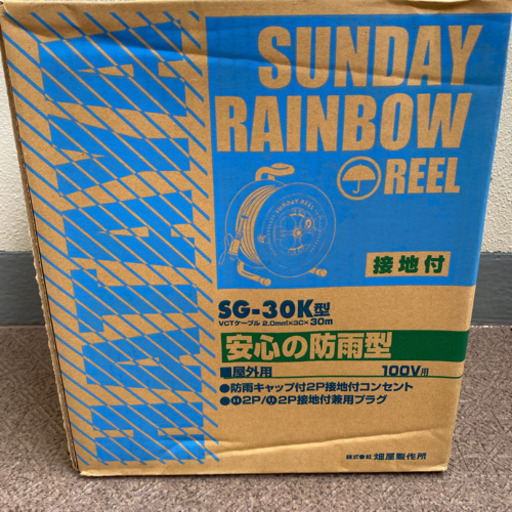 SUNDAY
RAINBOW
REEL
SUNDAY REEL
接地付
SG-30K型
VCTケーブル 2.0mm²×3C×30m
安心の防雨型
■屋外用 100V用
●防雨キャップ付2P接地付コンセント
●2P/2P接地付兼用プラグ
株式会社 畑屋製作所